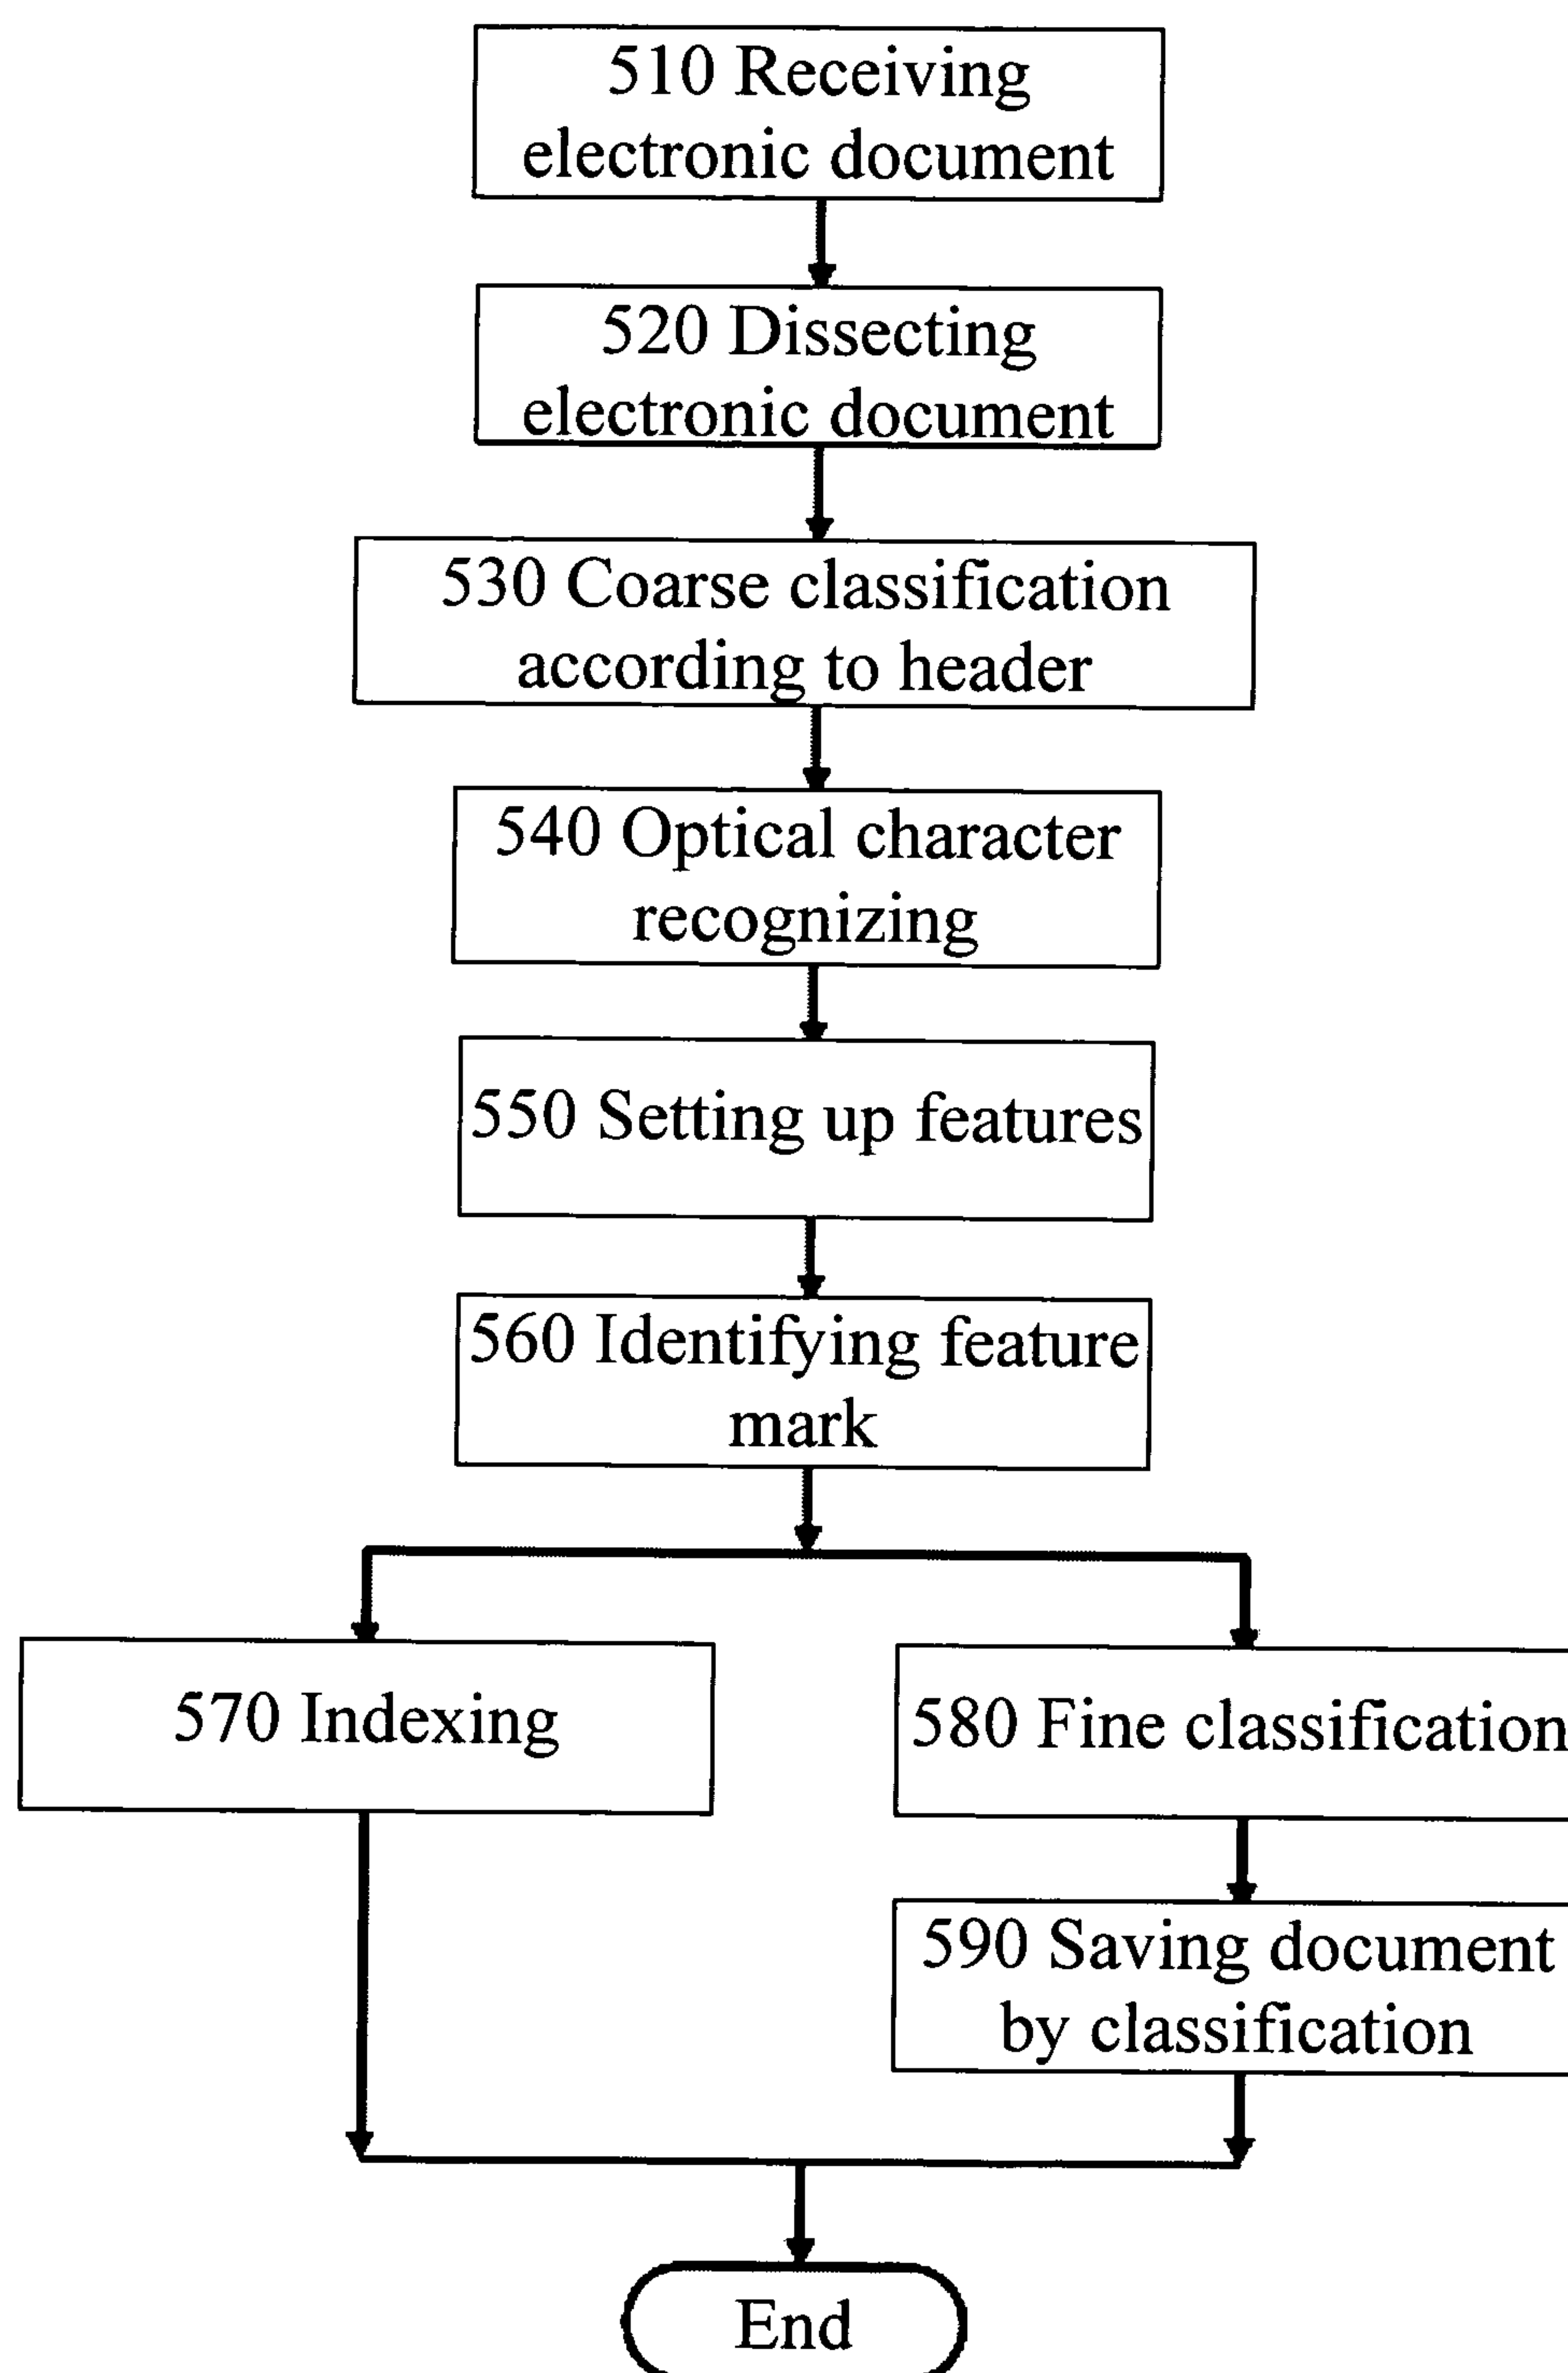 510 Receiving
electronic document
520 Dissecting
electronic document
530 Coarse classification
according to header
540 Optical character
recognizing
550 Setting up features
560 Identifying feature
mark
570 Indexing
580 Fine classification
590 Saving document
by classification
End